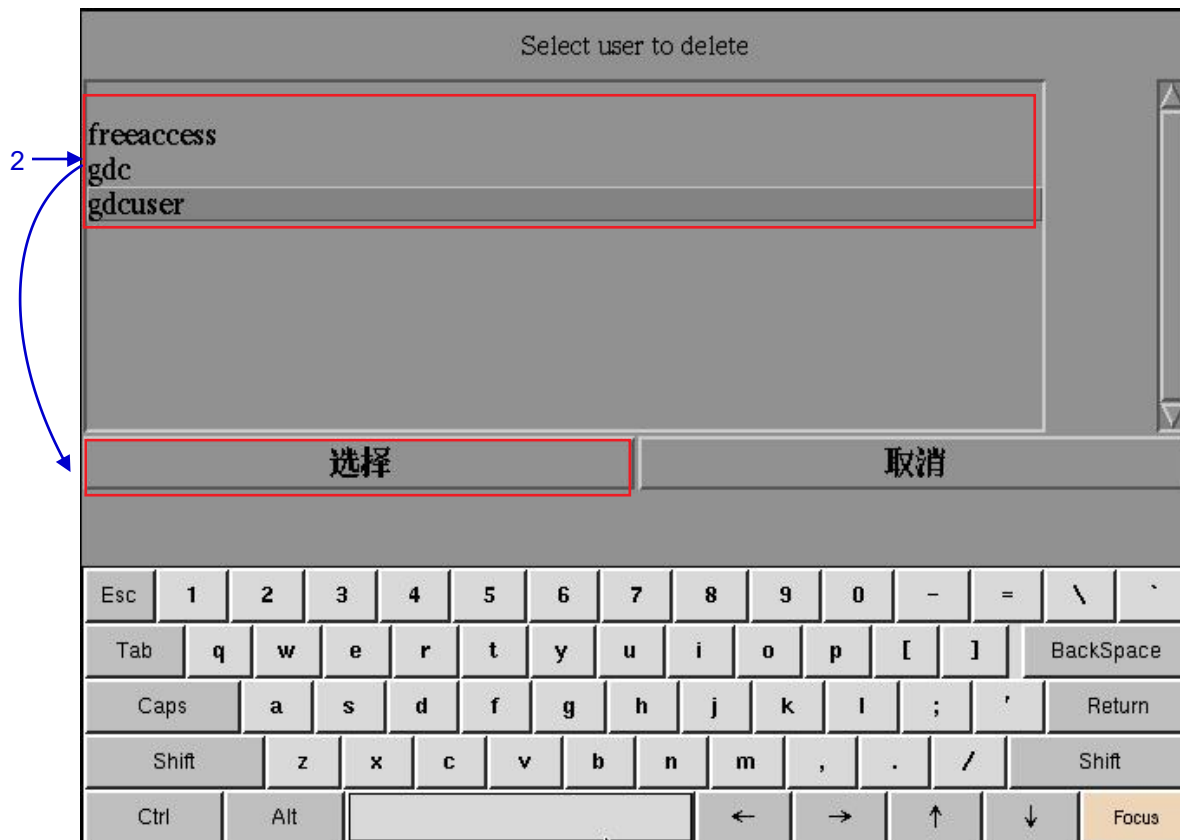 Select user to delete
freeaccess
2
gdc
gdcuser
选择 取消
Esc 1 2 3 4 5 6 7 8 9 0 - = \ `
Tab q w e r t y u i o p [ ] BackSpace
Caps a s d f g h j k l ; ' Return
Shift z x c v b n m , . / Shift
Ctrl Alt ← → ↑ ↓ Focus